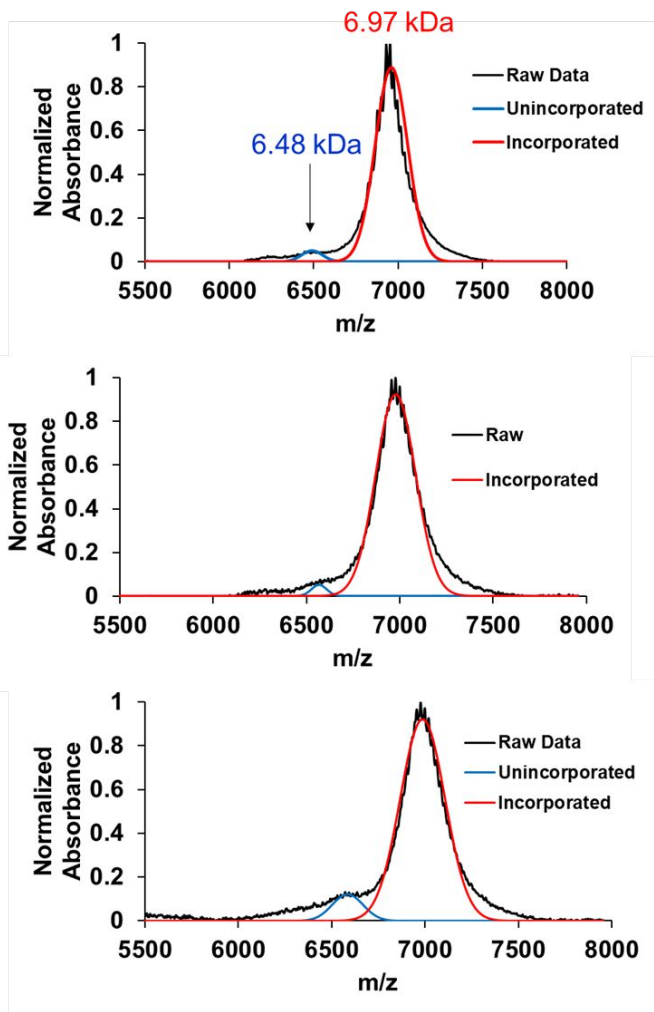 6.97 kDa
6.48 kDa
Normalized
Absorbance
1
0.8
0.6
0.4
0.2
0
5500 6000 6500 7000 7500 8000
m/z
Raw Data
Unincorporated
Incorporated
Normalized
Absorbance
1
0.8
0.6
0.4
0.2
0
5500 6000 6500 7000 7500 8000
m/z
Raw
Incorporated
Normalized
Absorbance
1
0.8
0.6
0.4
0.2
0
5500 6000 6500 7000 7500 8000
m/z
Raw Data
Unincorporated
Incorporated